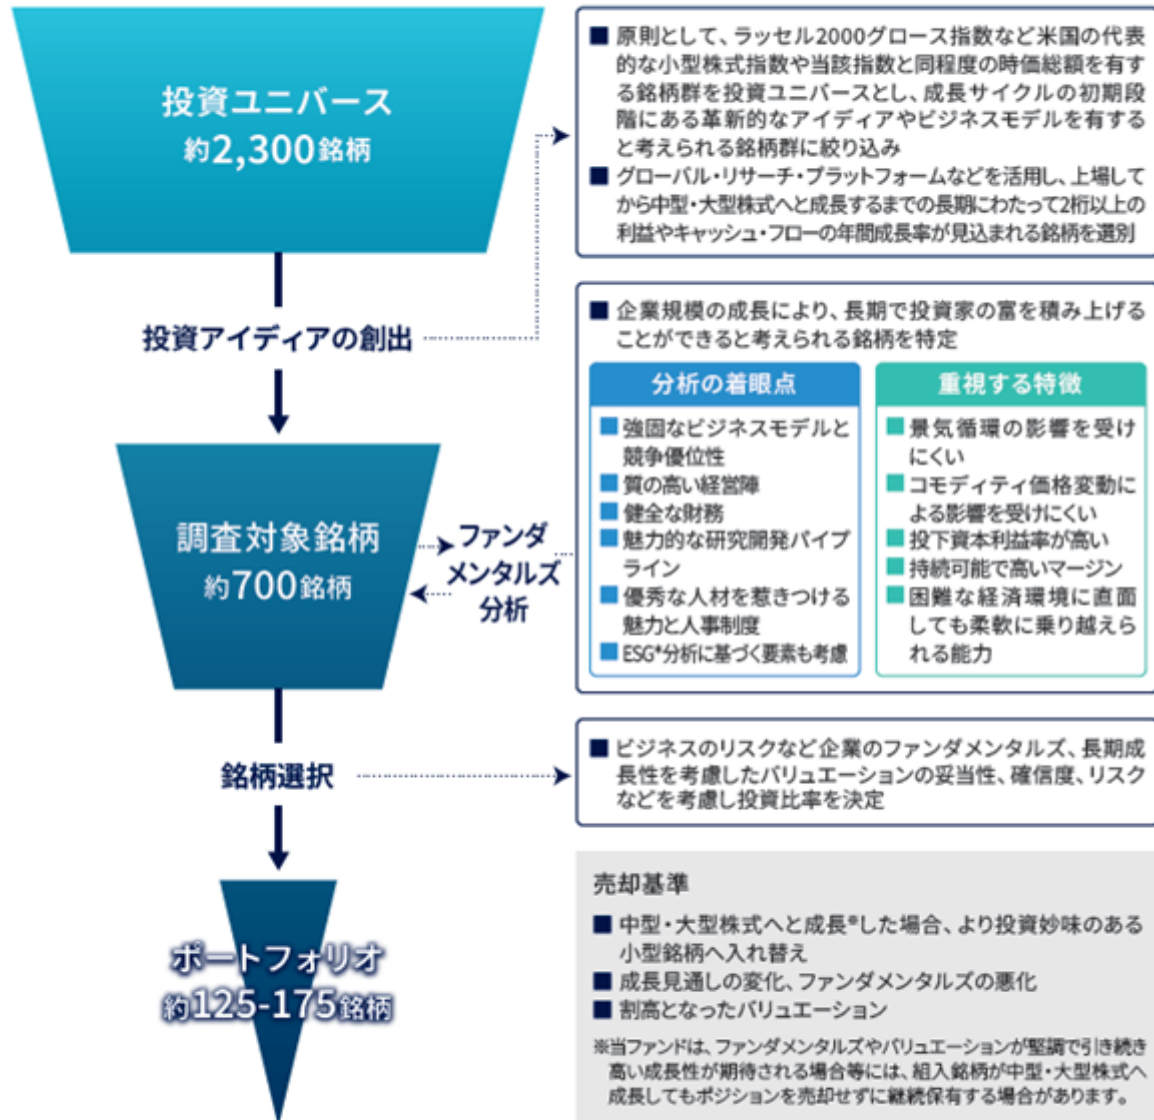 投資ユニバース
約2,300銘柄
■ 原則として、ラッセル2000グロース指数など米国の代表
的な小型株式指数や当該指数と同程度の時価総額を有す
る銘柄群を投資ユニバースとし、成長サイクルの初期段
階にある革新的なアイディアやビジネスモデルを有する
と考えられる銘柄群に絞り込み
■ グローバル・リサーチ・プラットフォームなどを活用し、上場して
から中型・大型株式へと成長するまでの長期にわたって2桁以上の
利益やキャッシュ・フローの年間成長率が見込まれる銘柄を選別
投資アイディアの創出
調査対象銘柄
約700銘柄
ファンダ
メンタルズ
分析
■ 企業規模の成長により、長期で投資家の富を積み上げる
ことができると考えられる銘柄を特定
分析の着眼点
■ 強固なビジネスモデルと
競争優位性
■ 質の高い経営陣
■ 健全な財務
■ 魅力的な研究開発パイプ
ライン
■ 優秀な人材を惹きつける
魅力と人事制度
■ ESG*分析に基づく要素も考慮
重視する特徴
■ 景気循環の影響を受け
にくい
■ コモディティ価格変動に
よる影響を受けにくい
■ 投下資本利益率が高い
■ 持続可能で高いマージン
■ 困難な経済環境に直面
しても柔軟に乗り越えら
れる能力
銘柄選択
■ ビジネスのリスクなど企業のファンダメンタルズ、長期成
長性を考慮したバリュエーションの妥当性、確信度、リスク
などを考慮し投資比率を決定
ポートフォリオ
約125-175銘柄
売却基準
■ 中型・大型株式へと成長※した場合、より投資妙味のある
小型銘柄へ入れ替え
■ 成長見通しの変化、ファンダメンタルズの悪化
■ 割高となったバリュエーション
※当ファンドは、ファンダメンタルズやバリュエーションが堅調で引き続き
高い成長性が期待される場合等には、組入銘柄が中型・大型株式へ
成長してもポジションを売却せずに継続保有する場合があります。